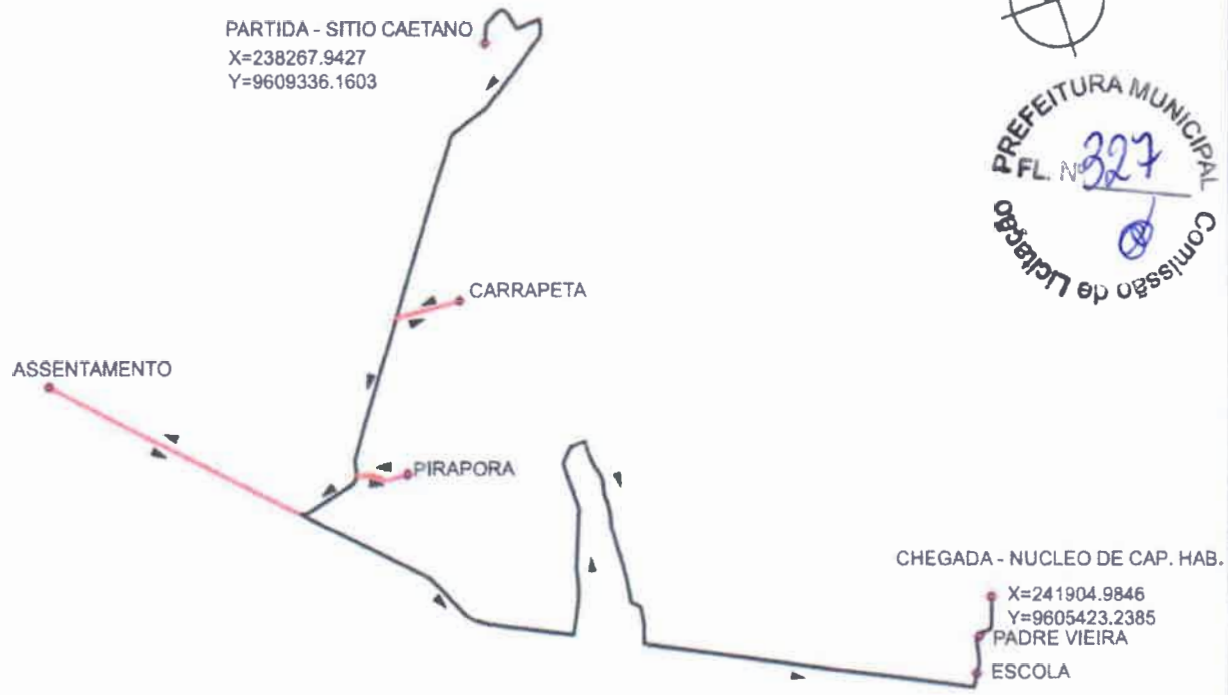 PARTIDA - SITIO CAETANO
X=238267.9427
Y=9609336.1603
PREFEITURA MUNICIPAL
FL. Nº 327
Comissão de Licitação
CARRAPETA
ASSENTAMENTO
PIRAPORA
CHEGADA - NUCLEO DE CAP. HAB.
X=241904.9846
Y=9605423.2385
PADRE VIEIRA
ESCOLA